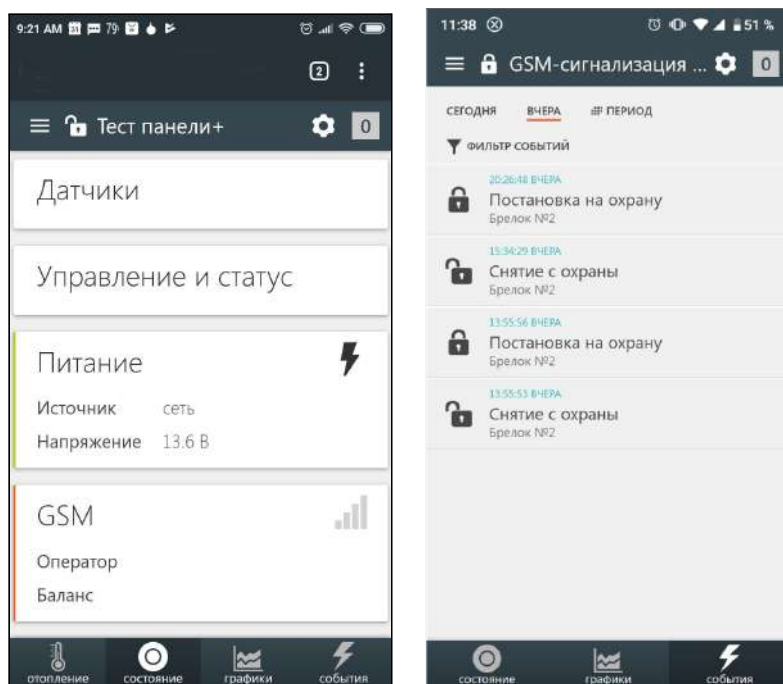 9:21 AM 31 79
2
Тест панели+ 0
Датчики
Управление и статус
Питание
Источник сеть
Напряжение 13.6 В
GSM
Оператор
Баланс
отопление состояние графики события
11:38 51 %
GSM-сигнализация ... 0
СЕГОДНЯ ВЧЕРА ПЕРИОД
ФИЛЬТР СОБЫТИЙ
20:26:48 ВЧЕРА
Постановка на охрану
Брелок №2
15:34:29 ВЧЕРА
Снятие с охраны
Брелок №2
13:55:56 ВЧЕРА
Постановка на охрану
Брелок №2
13:55:53 ВЧЕРА
Снятие с охраны
Брелок №2
состояние графики события